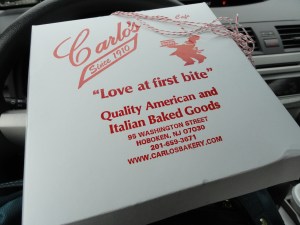 Carlo's
Since 1910
"Love at first bite"
Quality American and
Italian Baked Goods
95 WASHINGTON STREET
HOBOKEN, NJ 07030
201-659-3671
WWW.CARLOSBAKERY.COM